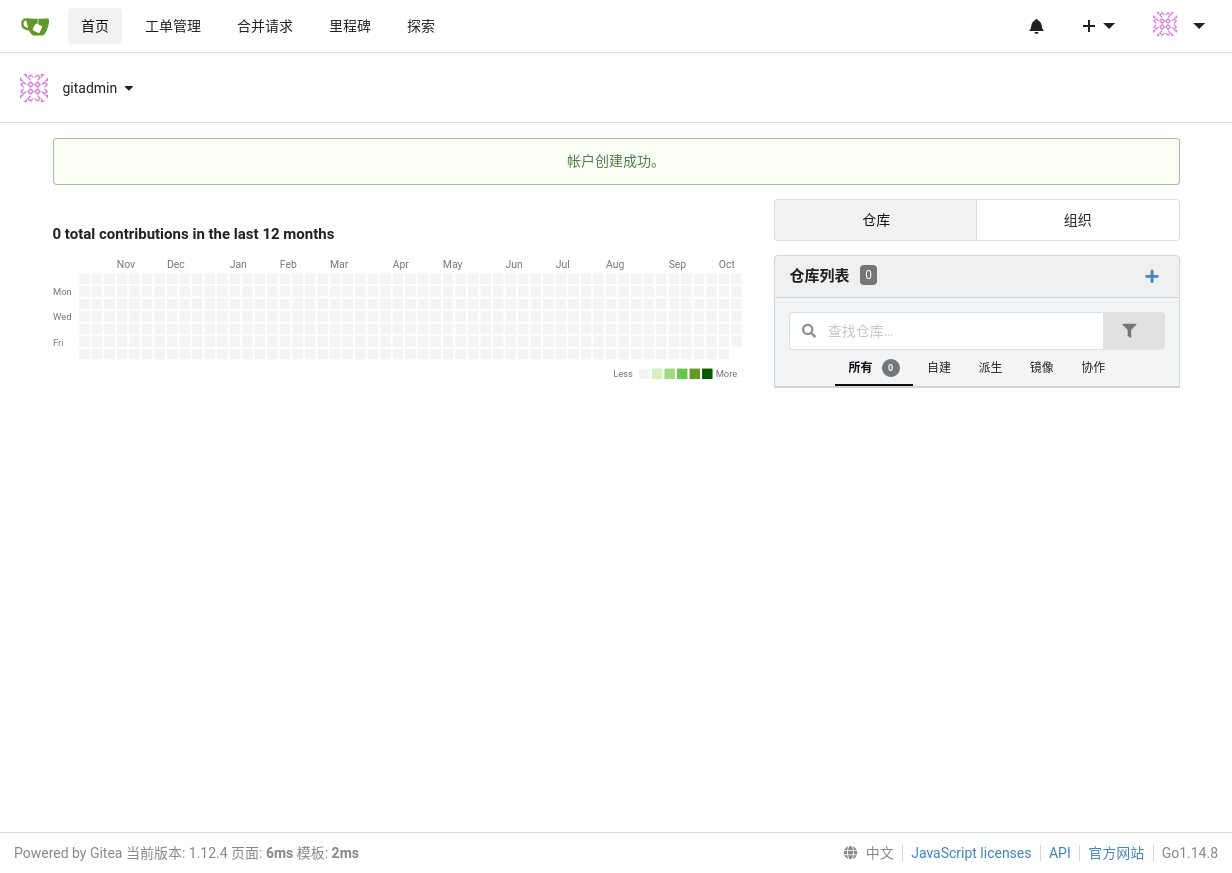 首页 工单管理 合并请求 里程碑 探索
gitadmin
帐户创建成功。
0 total contributions in the last 12 months
Nov Dec Jan Feb Mar Apr May Jun Jul Aug Sep Oct
Mon
Wed
Fri
Less More
仓库 组织
仓库列表 0
查找仓库...
所有 0 自建 派生 镜像 协作
Powered by Gitea 当前版本: 1.12.4 页面: 6ms 模板: 2ms
中文 JavaScript licenses API 官方网站 Go1.14.8